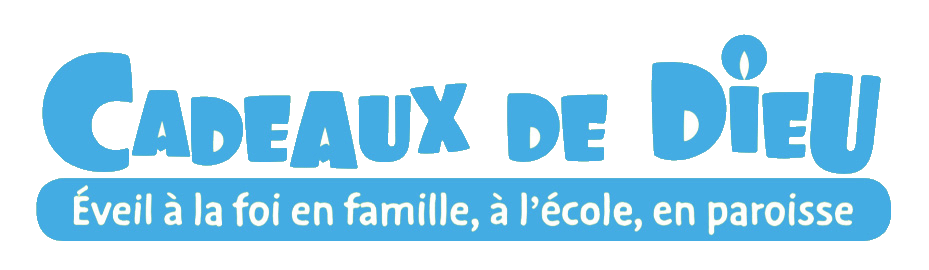 CADEAUX DE DIEU
Éveil à la foi en famille, à l'école, en paroisse